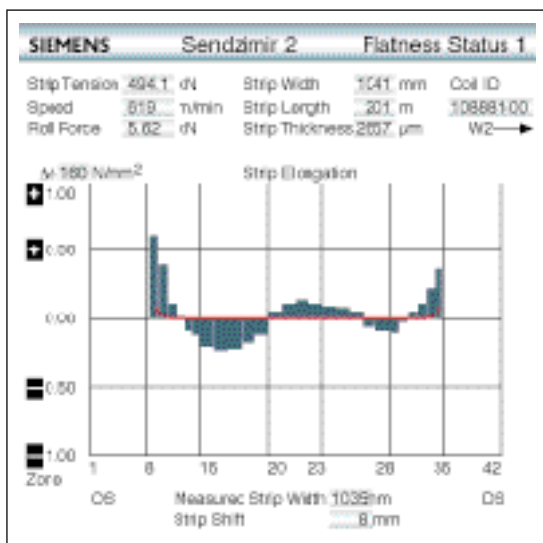 SIEMENS Sendzimir 2 Flatness Status 1
Strip Tension 494.1 Strip Width 1041 mm Coil ID
Speed 619 m/min Strip Length 201 m 10888100
Roll Force 5.62 Strip Thickness 2657 µm W2
160 N/mm² Strip Elongation
+ 1.00
+ 0.50
0.00
0.50
1.00
Zone 1 8 15 20 23 28 35 42
OS Measured Strip Width 1035 mm DS
Strip Shift 8 mm